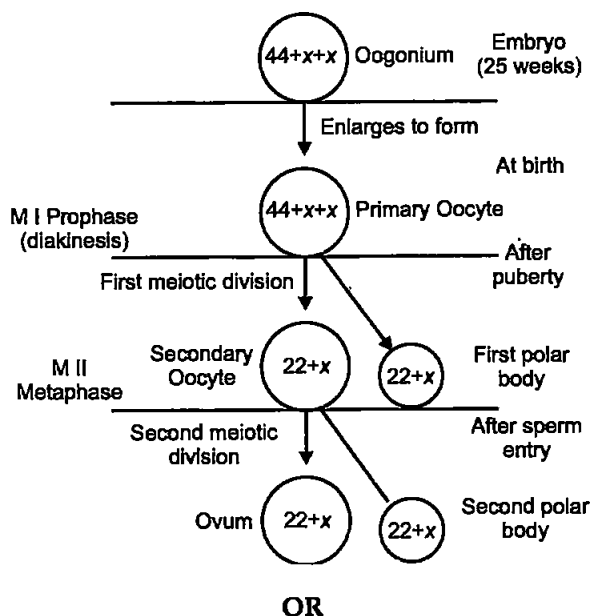 44+x+x Oogonium Embryo
(25 weeks)
Enlarges to form
At birth
M I Prophase
(diakinesis)
44+x+x Primary Oocyte
After
puberty
First meiotic division
Secondary
Oocyte
22+x
22+x
First polar
body
M II
Metaphase
Second meiotic
division
After sperm
entry
Ovum
22+x
22+x
Second polar
body
OR